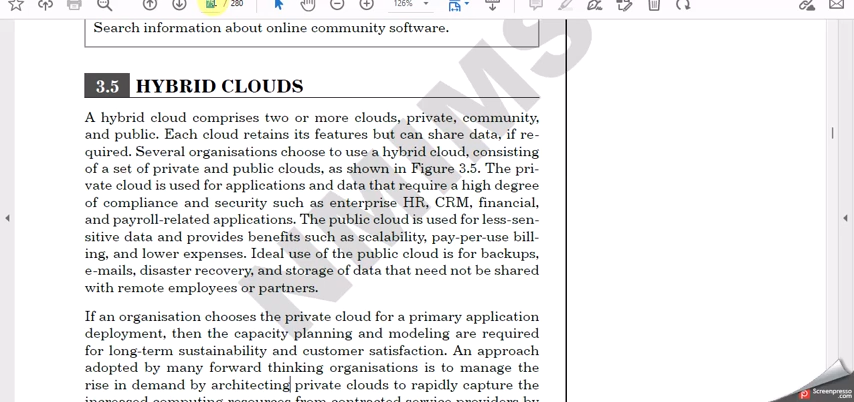 / 280
126%
Search information about online community software.
3.5 HYBRID CLOUDS
A hybrid cloud comprises two or more clouds, private, community,
and public. Each cloud retains its features but can share data, if re-
quired. Several organisations choose to use a hybrid cloud, consisting
of a set of private and public clouds, as shown in Figure 3.5. The pri-
vate cloud is used for applications and data that require a high degree
of compliance and security such as enterprise HR, CRM, financial,
and payroll-related applications. The public cloud is used for less-sen-
sitive data and provides benefits such as scalability, pay-per-use bill-
ing, and lower expenses. Ideal use of the public cloud is for backups,
e-mails, disaster recovery, and storage of data that need not be shared
with remote employees or partners.
If an organisation chooses the private cloud for a primary application
deployment, then the capacity planning and modeling are required
for long-term sustainability and customer satisfaction. An approach
adopted by many forward thinking organisations is to manage the
rise in demand by architecting private clouds to rapidly capture the
increased computing resources from contracted service providers by
NMIMS
Screenpresso